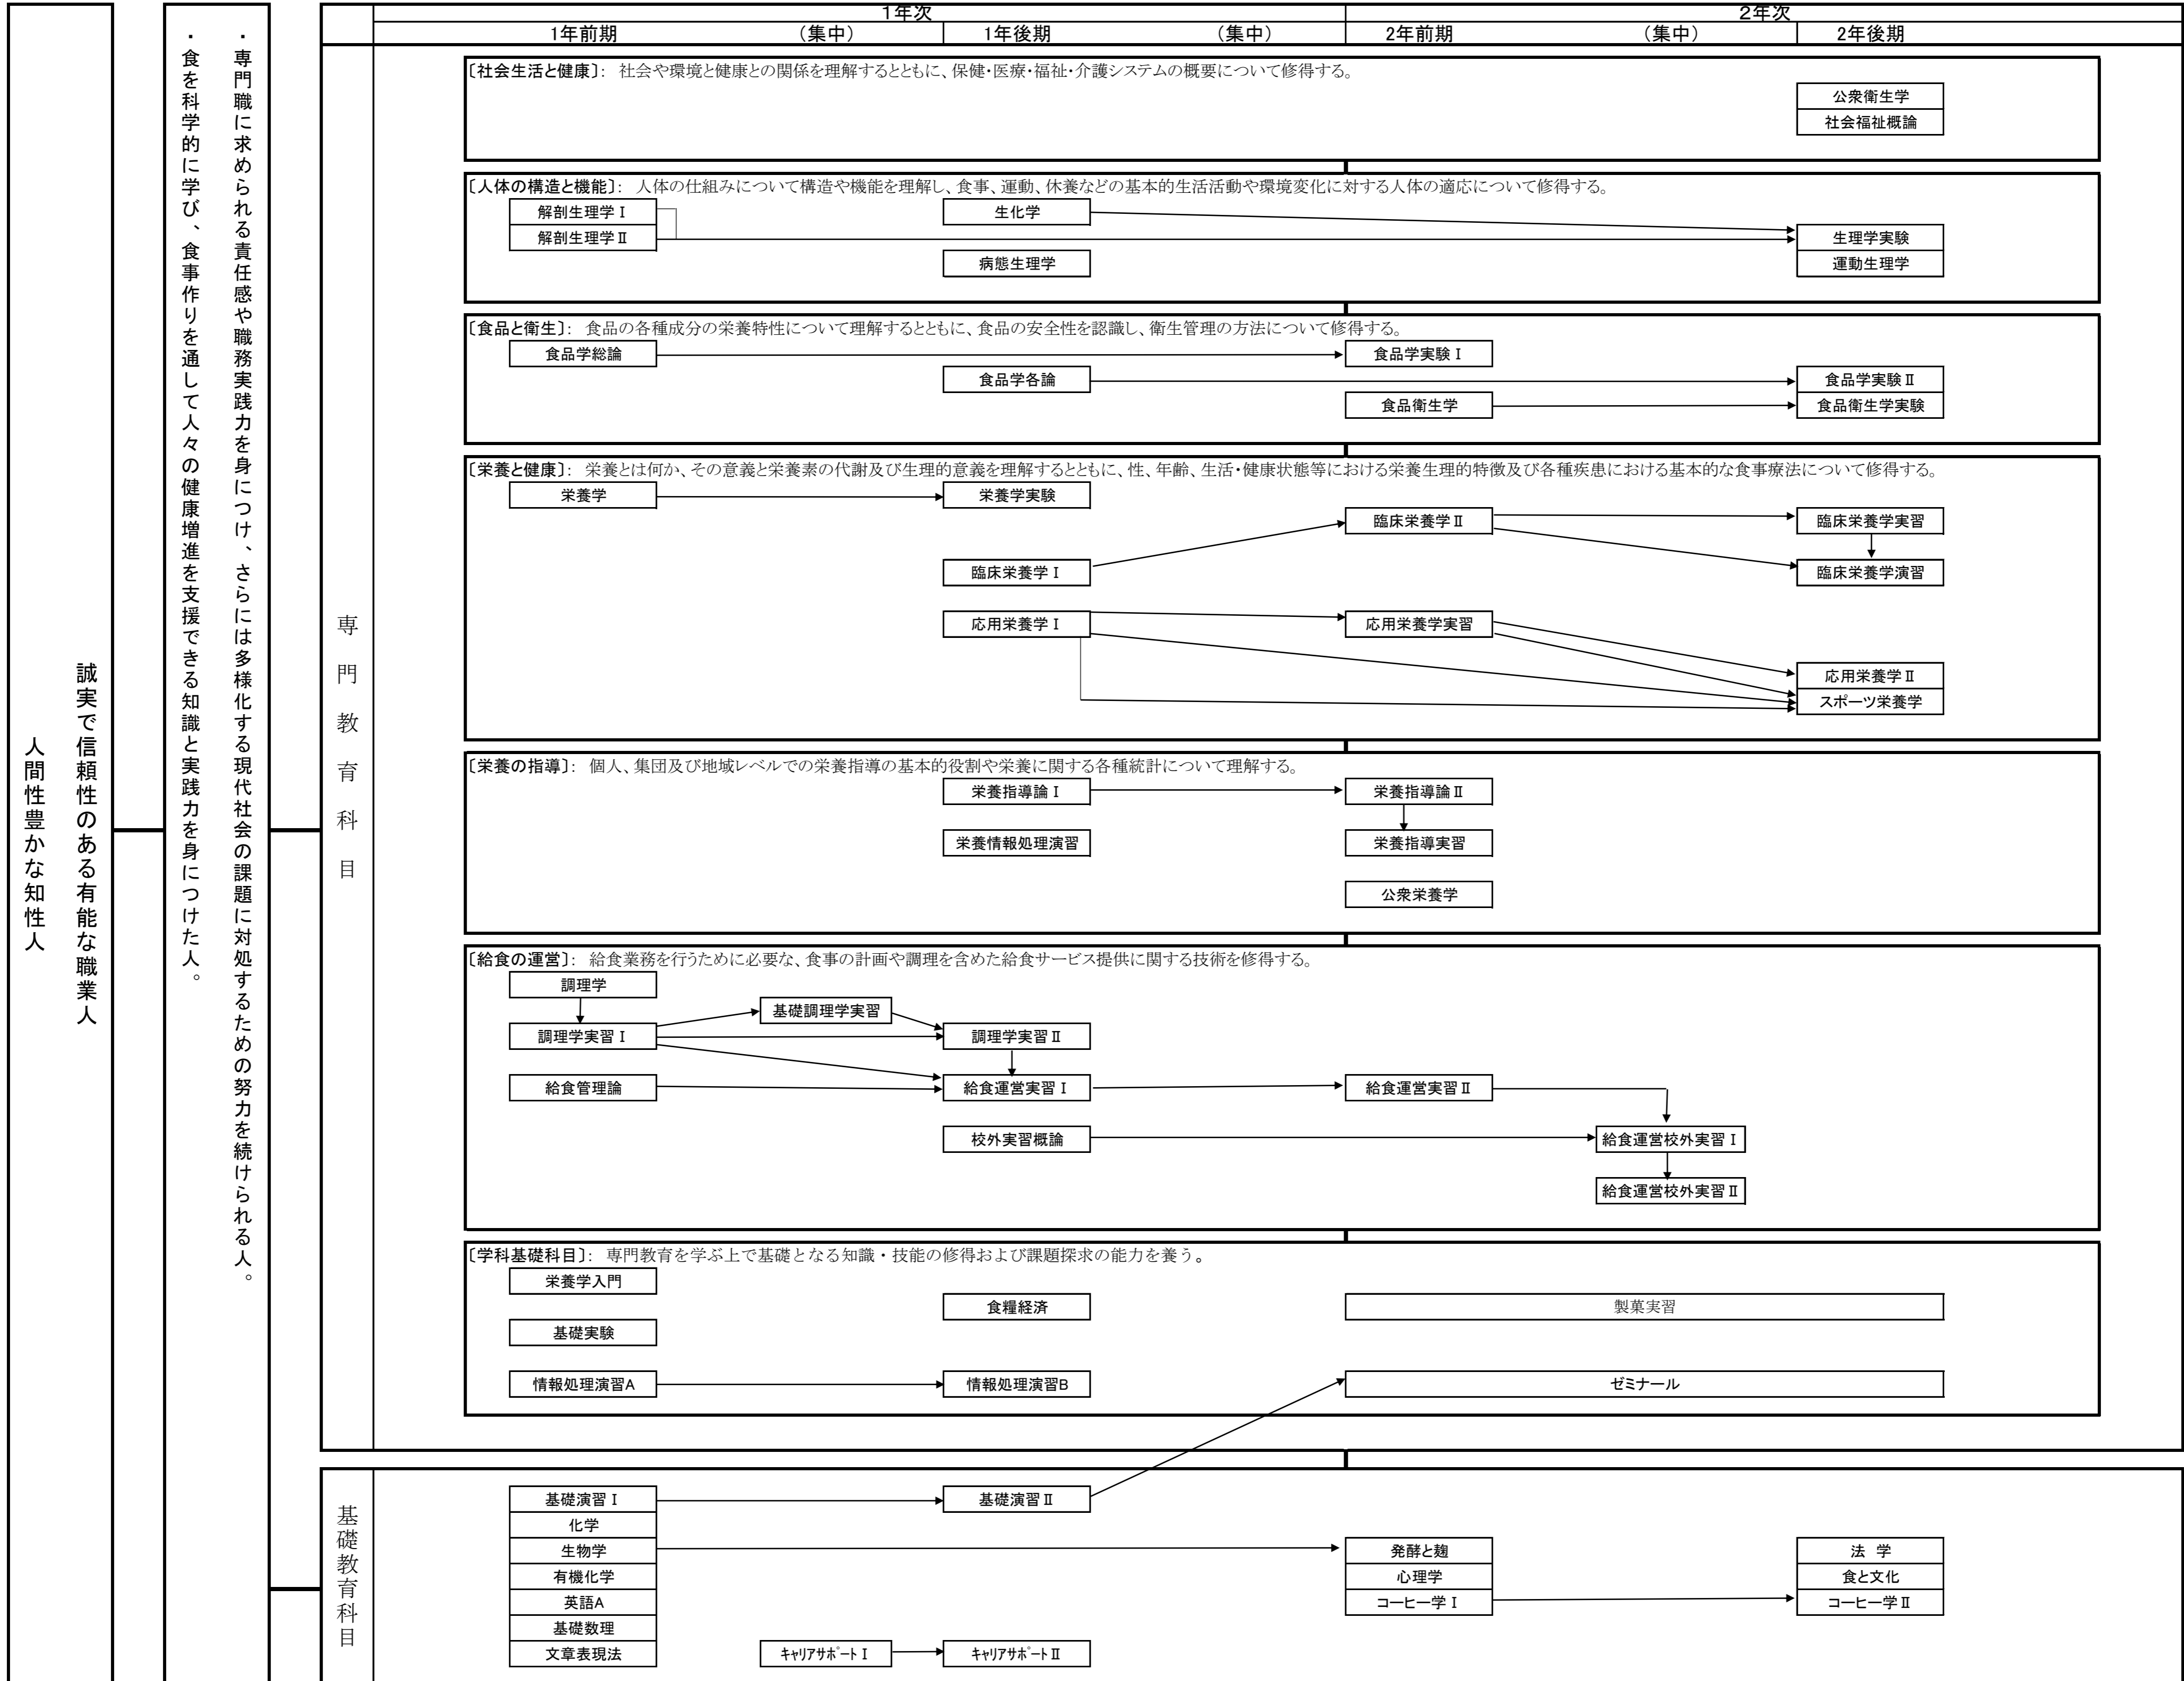 誠実で信頼性のある有能な職業人
人間性豊かな知性人
・専門職に求められる責任感や職務実践力を身につけ、さらには多様化する現代社会の課題に対処するための努力を続けられる人。
・食を科学的に学び、食事作りを通して人々の健康増進を支援できる知識と実践力を身につけた人。
1年次
2年次
1年前期
(集中)
1年後期
(集中)
2年前期
(集中)
2年後期
専門教育科目
〔社会生活と健康〕: 社会や環境と健康との関係を理解するとともに、保健・医療・福祉・介護システムの概要について修得する。
公衆衛生学
社会福祉概論
〔人体の構造と機能〕: 人体の仕組みについて構造や機能を理解し、食事、運動、休養などの基本的生活活動や環境変化に対する人体の適応について修得する。
解剖生理学Ⅰ
生化学
解剖生理学Ⅱ
生理学実験
病態生理学
運動生理学
〔食品と衛生〕: 食品の各種成分の栄養特性について理解するとともに、食品の安全性を認識し、衛生管理の方法について修得する。
食品学総論
食品学実験Ⅰ
食品学各論
食品学実験Ⅱ
食品衛生学
食品衛生学実験
〔栄養と健康〕: 栄養とは何か、その意義と栄養素の代謝及び生理的意義を理解するとともに、性、年齢、生活・健康状態等における栄養生理的特徴及び各種疾患における基本的な食事療法について修得する。
栄養学
栄養学実験
臨床栄養学Ⅱ
臨床栄養学実習
臨床栄養学Ⅰ
臨床栄養学演習
応用栄養学Ⅰ
応用栄養学実習
応用栄養学Ⅱ
スポーツ栄養学
〔栄養の指導〕: 個人、集団及び地域レベルでの栄養指導の基本的役割や栄養に関する各種統計について理解する。
栄養指導論Ⅰ
栄養指導論Ⅱ
栄養情報処理演習
栄養指導実習
公衆栄養学
〔給食の運営〕: 給食業務を行うために必要な、食事の計画や調理を含めた給食サービス提供に関する技術を修得する。
調理学
基礎調理学実習
調理学実習Ⅰ
調理学実習Ⅱ
給食管理論
給食運営実習Ⅰ
給食運営実習Ⅱ
校外実習概論
給食運営校外実習Ⅰ
給食運営校外実習Ⅱ
〔学科基礎科目〕: 専門教育を学ぶ上で基礎となる知識・技能の修得および課題探求の能力を養う。
栄養学入門
食糧経済
製菓実習
基礎実験
情報処理演習A
情報処理演習B
ゼミナール
基礎教育科目
基礎演習Ⅰ
基礎演習Ⅱ
化学
生物学
発酵と麹
法 学
有機化学
心理学
食と文化
英語A
コーヒー学Ⅰ
コーヒー学Ⅱ
基礎数理
文章表現法
ｷｬﾘｱｻﾎﾟｰﾄⅠ
ｷｬﾘｱｻﾎﾟｰﾄⅡ